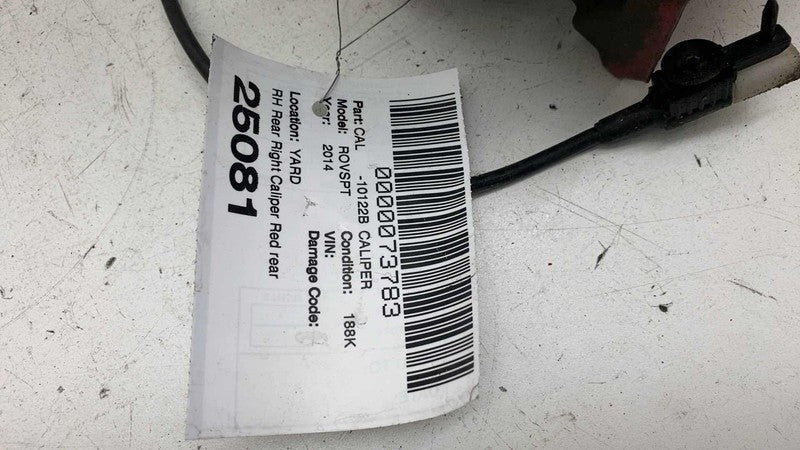 0000073783
Part: CAL -10122B CALIPER
Model: ROVSPT Condition: 188K
Year: 2014 VIN:
Damage Code:
Location: YARD
RH Rear Right Caliper Red rear
25081